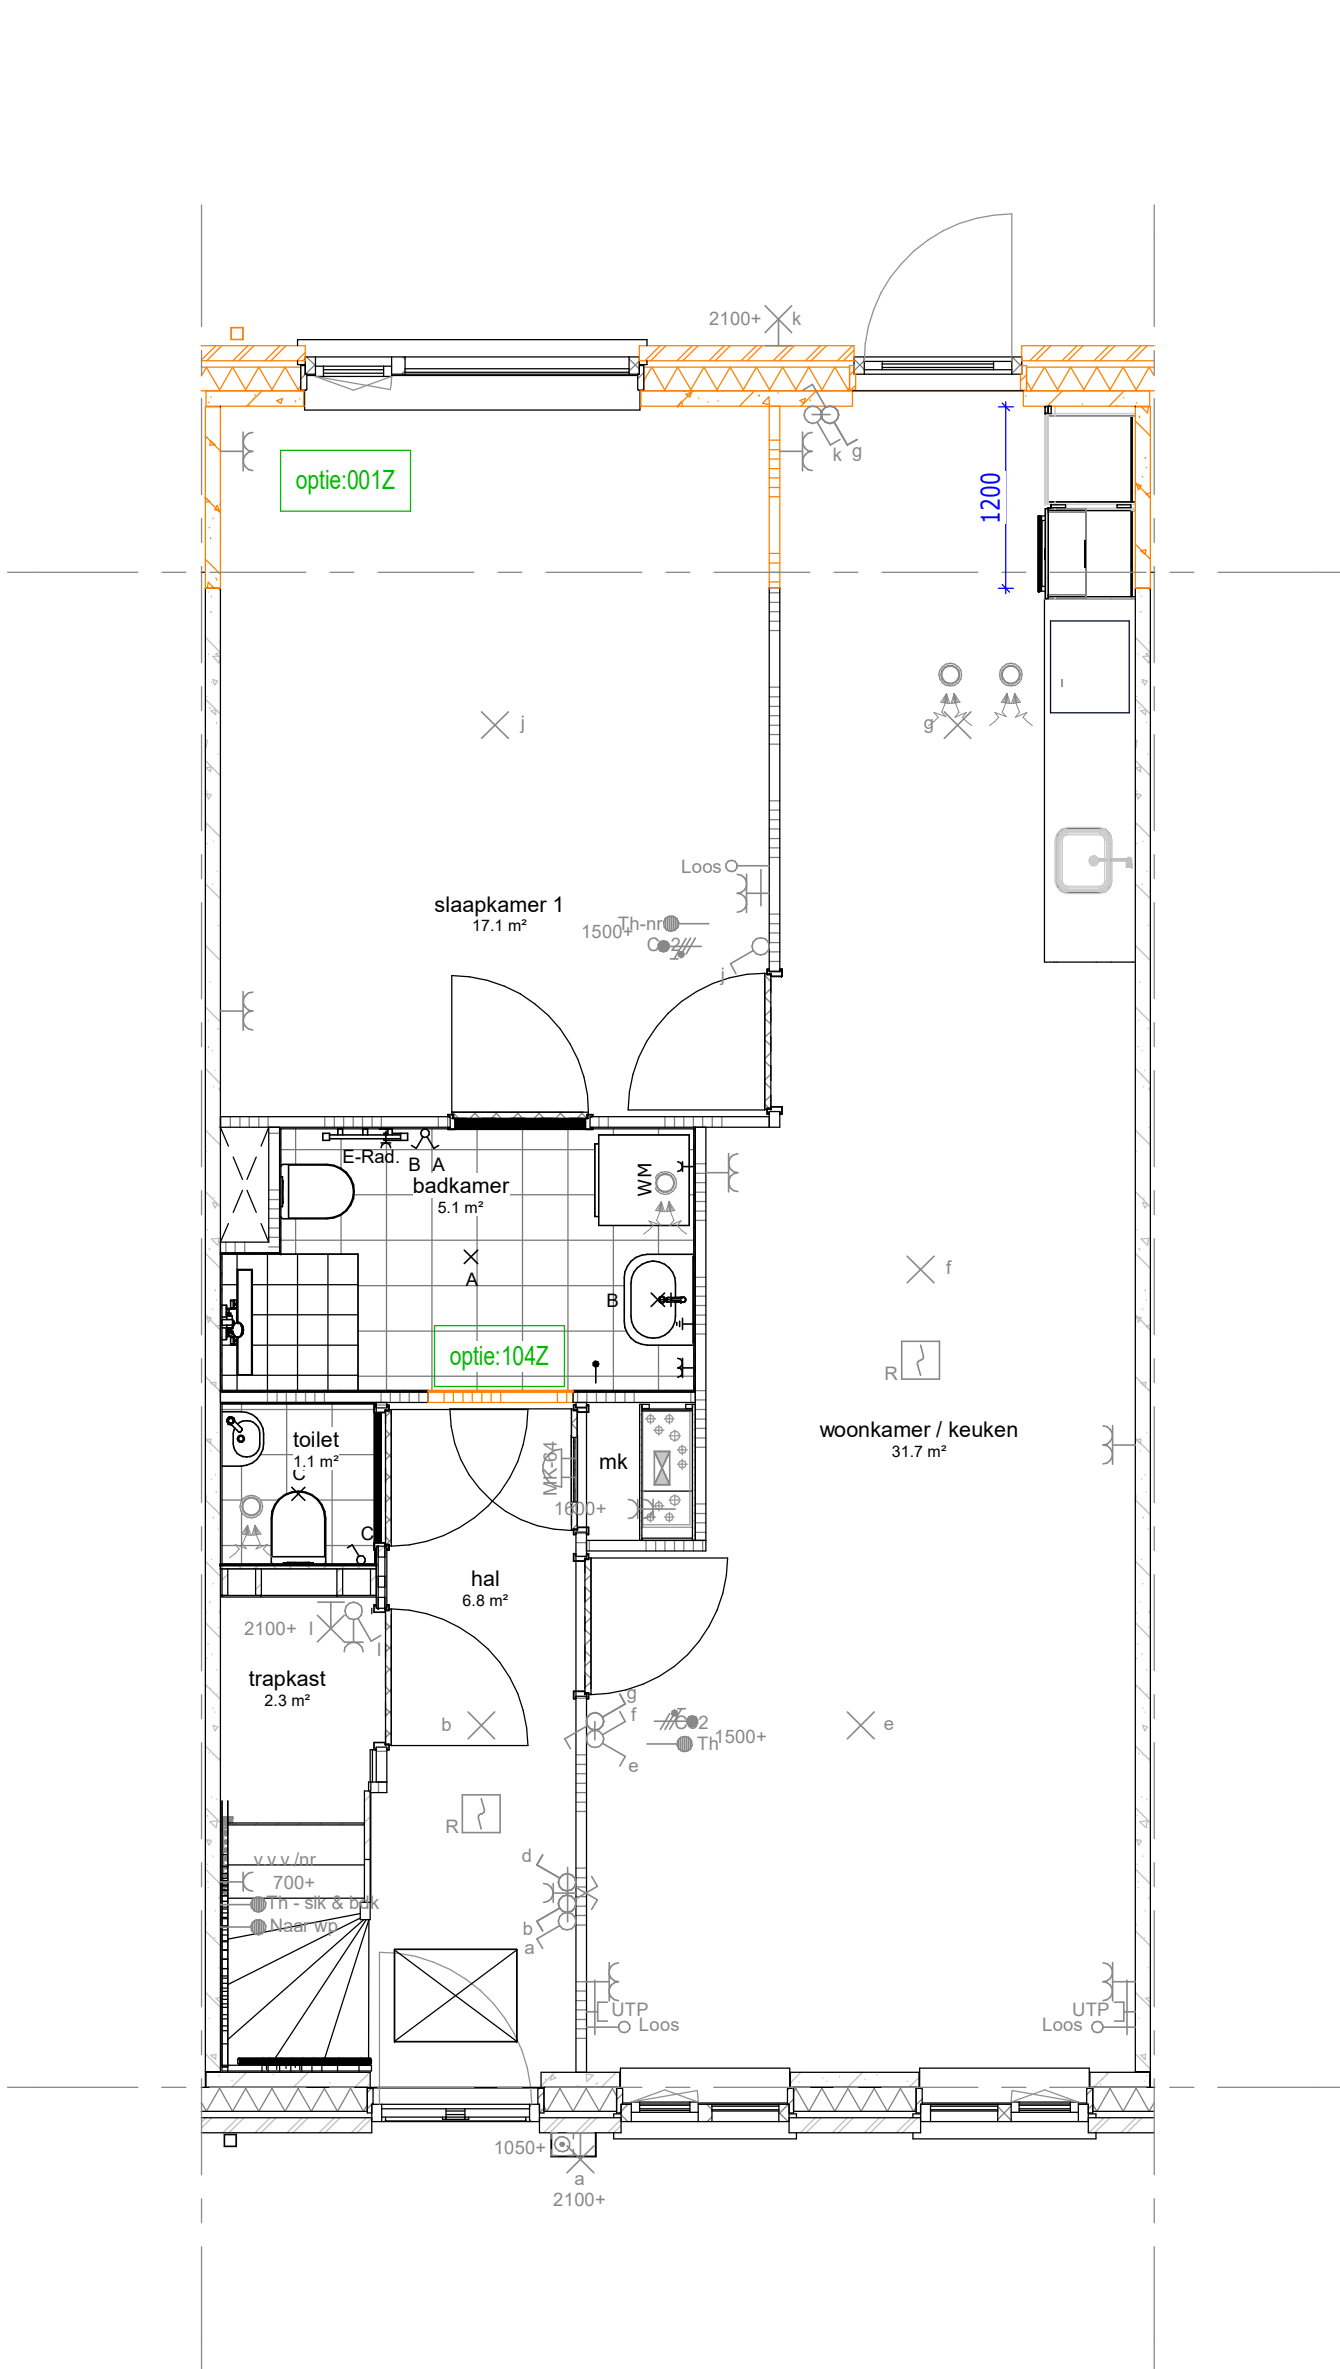 2100+ k
k g
optie:001Z
1200
j
g
Loos
slaapkamer 1
17.1 m²
Th-nr
1500+
j
E-Rad.
B A
badkamer
5.1 m²
WM
A
B
f
optie:104Z
R
woonkamer / keuken
31.7 m²
toilet
1.1 m²
C
MK-64
mk
1600+
C
hal
6.8 m²
2100+ l
l
trapkast
2.3 m²
g
f
b
e
Th
1500+
e
R
d
v.v.v./nr
700+
Th - slk & bdk
Naar wp
b
a
UTP
Loos
UTP
Loos
1050+
a
2100+